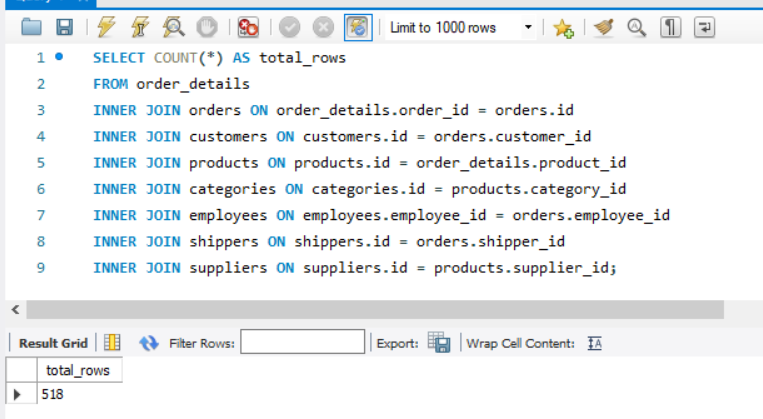 Limit to 1000 rows
1 SELECT COUNT(*) AS total_rows
2 FROM order_details
3 INNER JOIN orders ON order_details.order_id = orders.id
4 INNER JOIN customers ON customers.id = orders.customer_id
5 INNER JOIN products ON products.id = order_details.product_id
6 INNER JOIN categories ON categories.id = products.category_id
7 INNER JOIN employees ON employees.employee_id = orders.employee_id
8 INNER JOIN shippers ON shippers.id = orders.shipper_id
9 INNER JOIN suppliers ON suppliers.id = products.supplier_id;
Result Grid Filter Rows: Export: Wrap Cell Content:
total_rows
518